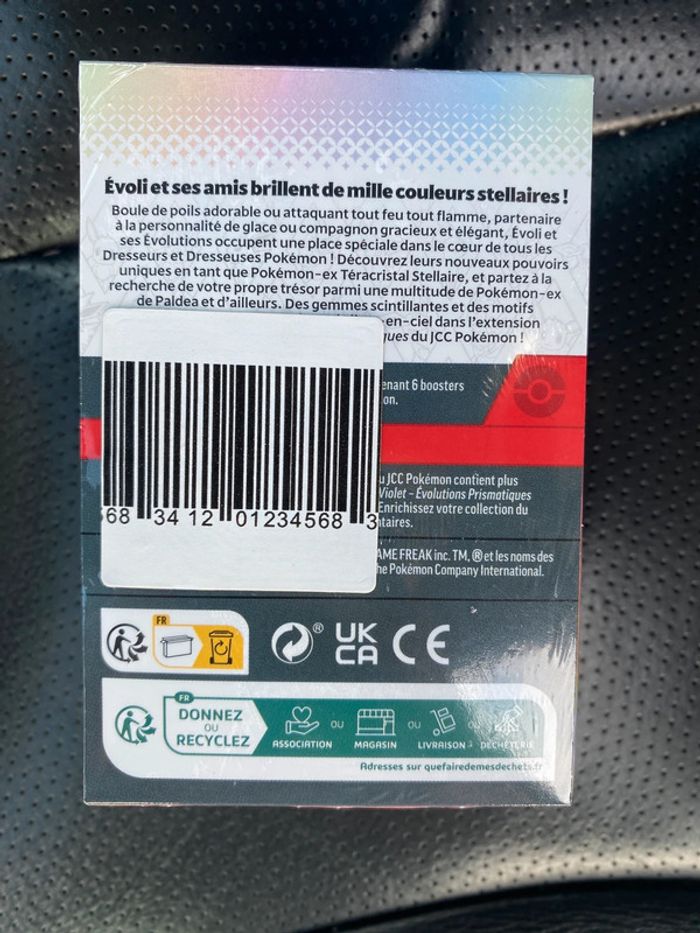 Évoli et ses amis brillent de mille couleurs stellaires !
Boule de poils adorable ou attaquant tout feu tout flamme, partenaire
à la personnalité de glace ou compagnon gracieux et élégant, Évoli et
ses Évolutions occupent une place spéciale dans le cœur de tous les
Dresseurs et Dresseuses Pokémon ! Découvrez leurs nouveaux pouvoirs
uniques en tant que Pokémon-ex Téracristal Stellaire, et partez à la
recherche de votre propre trésor parmi une multitude de Pokémon-ex
de Paldea et d'ailleurs. Des gemmes scintillantes et des motifs
-en-ciel dans l'extension
ques du JCC Pokémon !
enant 6 boosters
on.
u JCC Pokémon contient plus
Violet – Évolutions Prismatiques
Enrichissez votre collection du
ntaires.
AME FREAK inc. TM, ® et les noms des
he Pokémon Company International.
68 34 12 01234568 3
FR
® UK
CA CE
FR
DONNEZ
OU
RECYCLEZ
ASSOCIATION OU MAGASIN OU LIVRAISON OU DÉCHÈTERIE
Adresses sur quefairedemesdechets.fr